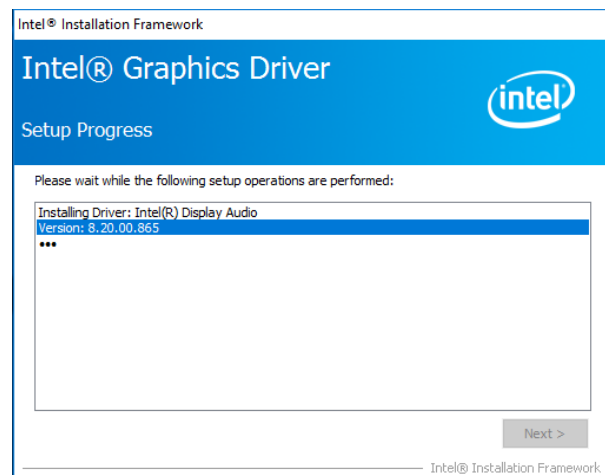 Intel® Installation Framework
Intel® Graphics Driver
intel
Setup Progress
Please wait while the following setup operations are performed:
Installing Driver: Intel(R) Display Audio
Version: 8.20.00.865
•••
Next >
Intel® Installation Framework